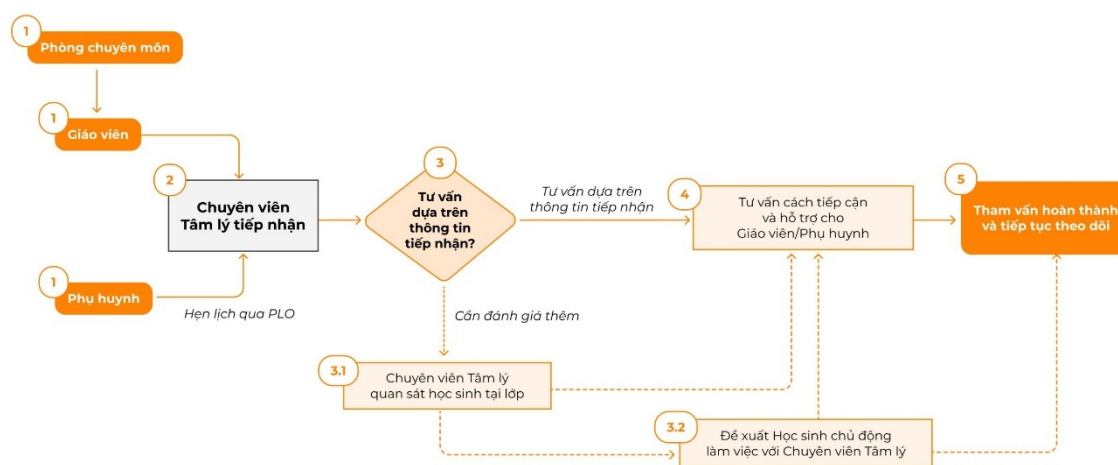 1
Phòng chuyên môn
1
Giáo viên
2
Chuyên viên
Tâm lý tiếp nhận
1
Phụ huynh
Hẹn lịch qua PLO
3
Tư vấn
dựa trên
thông tin
tiếp nhận?
Tư vấn dựa trên
thông tin tiếp nhận
Cần đánh giá thêm
3.1
Chuyên viên Tâm lý
quan sát học sinh tại lớp
3.2
Đề xuất Học sinh chủ động
làm việc với Chuyên viên Tâm lý
4
Tư vấn cách tiếp cận
và hỗ trợ cho
Giáo viên/Phụ huynh
5
Tham vấn hoàn thành
và tiếp tục theo dõi